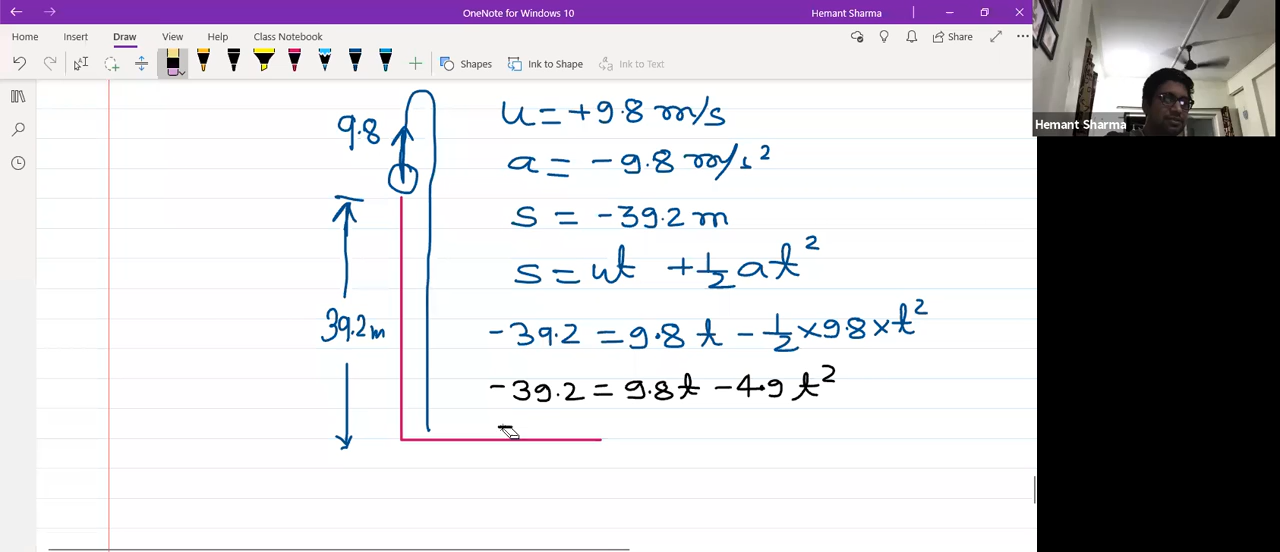 OneNote for Windows 10
Hemant Sharma
Home Insert Draw View Help Class Notebook
Share
Shapes
Ink to Shape
Ink to Text
Hemant Sharma
9.8
39.2m
u = +9.8 m/s
a = -9.8 m/s²
s = -39.2 m
s = ut + 1/2 at²
-39.2 = 9.8 t - 1/2 × 9.8 × t²
-39.2 = 9.8t - 4.9 t²